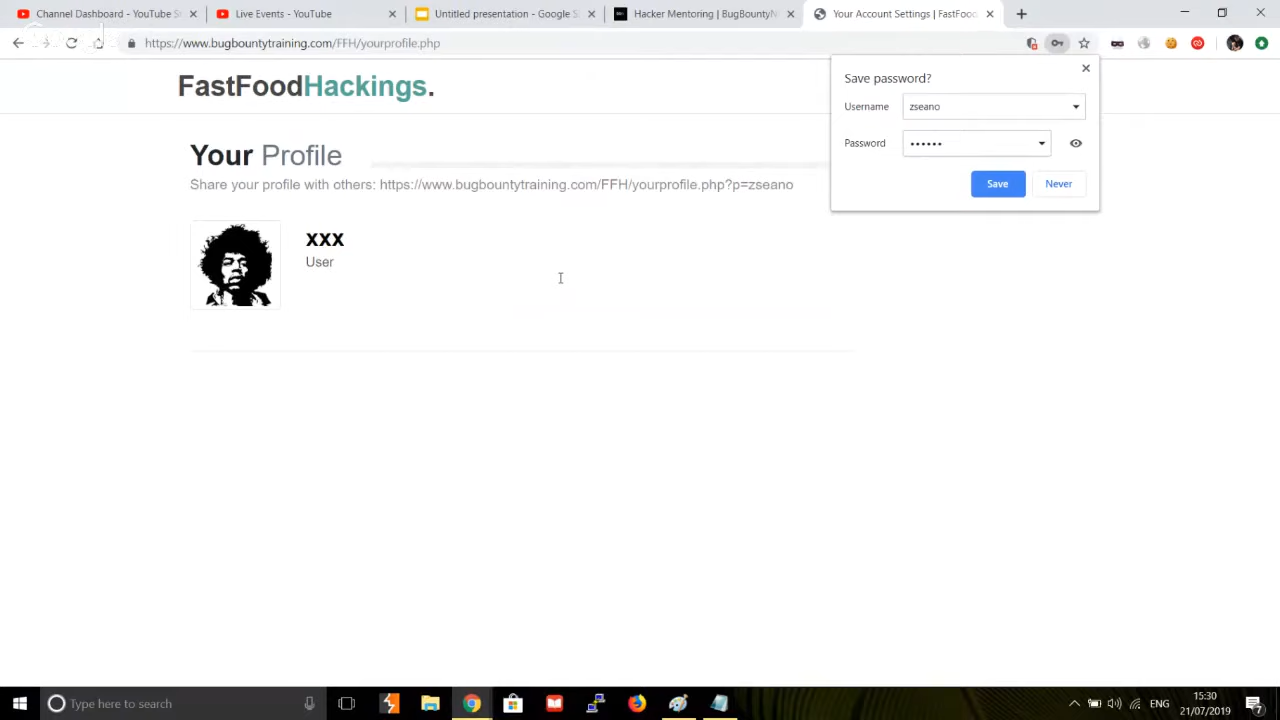 Channel Dashboard - YouTube S
Live Events - YouTube
Untitled presentation - Google S
Hacker Mentoring | BugBountyN
Your Account Settings | FastFood
https://www.bugbountytraining.com/FFH/yourprofile.php
FastFoodHackings.
Save password?
Username
zseano
Password
Save
Never
Your Profile
Share your profile with others: https://www.bugbountytraining.com/FFH/yourprofile.php?p=zseano
xxx
User
Type here to search
ENG
15:30
21/07/2019
7